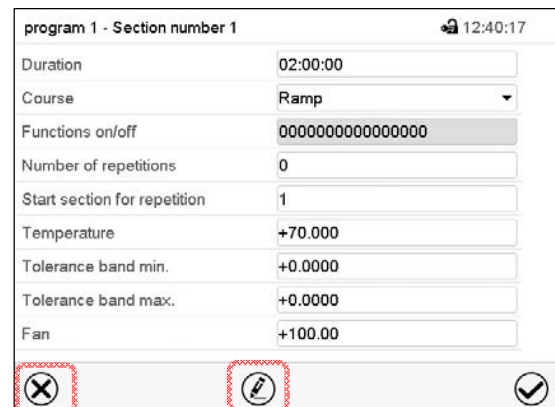 program 1 - Section number 1 12:40:17
Duration 02:00:00
Course Ramp
Functions on/off 0000000000000000
Number of repetitions 0
Start section for repetition 1
Temperature +70.000
Tolerance band min. +0.0000
Tolerance band max. +0.0000
Fan +100.00